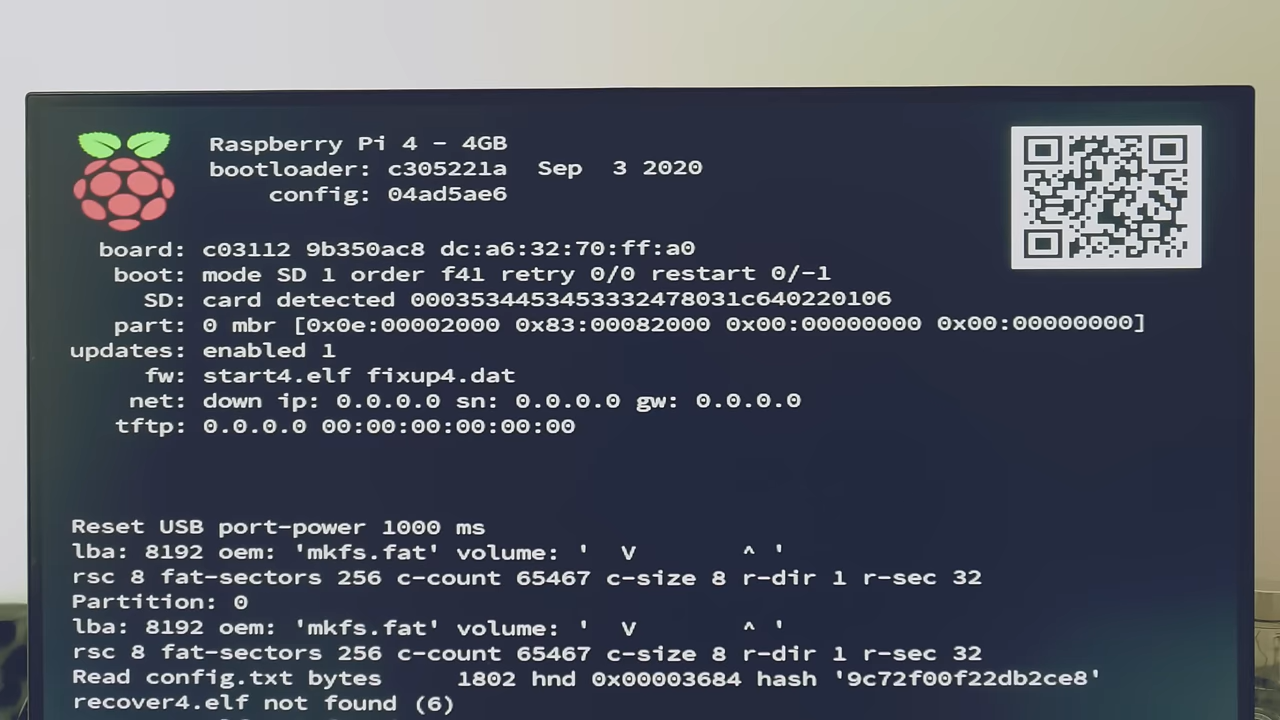 Raspberry Pi 4 - 4GB
bootloader: c305221a Sep 3 2020
config: 04ad5ae6
board: c03112 9b350ac8 dc:a6:32:70:ff:a0
boot: mode SD 1 order f41 retry 0/0 restart 0/-1
SD: card detected 00035344534533324780​31c640220106
part: 0 mbr [0x0e:00002000 0x83:00082000 0x00:00000000 0x00:00000000]
updates: enabled 1
fw: start4.elf fixup4.dat
net: down ip: 0.0.0.0 sn: 0.0.0.0 gw: 0.0.0.0
tftp: 0.0.0.0 00:00:00:00:00:00
Reset USB port-power 1000 ms
lba: 8192 oem: 'mkfs.fat' volume: ' V ^ '
rsc 8 fat-sectors 256 c-count 65467 c-size 8 r-dir 1 r-sec 32
Partition: 0
lba: 8192 oem: 'mkfs.fat' volume: ' V ^ '
rsc 8 fat-sectors 256 c-count 65467 c-size 8 r-dir 1 r-sec 32
Read config.txt bytes 1802 hnd 0x00003684 hash '9c72f00f22db2ce8'
recover4.elf not found (6)